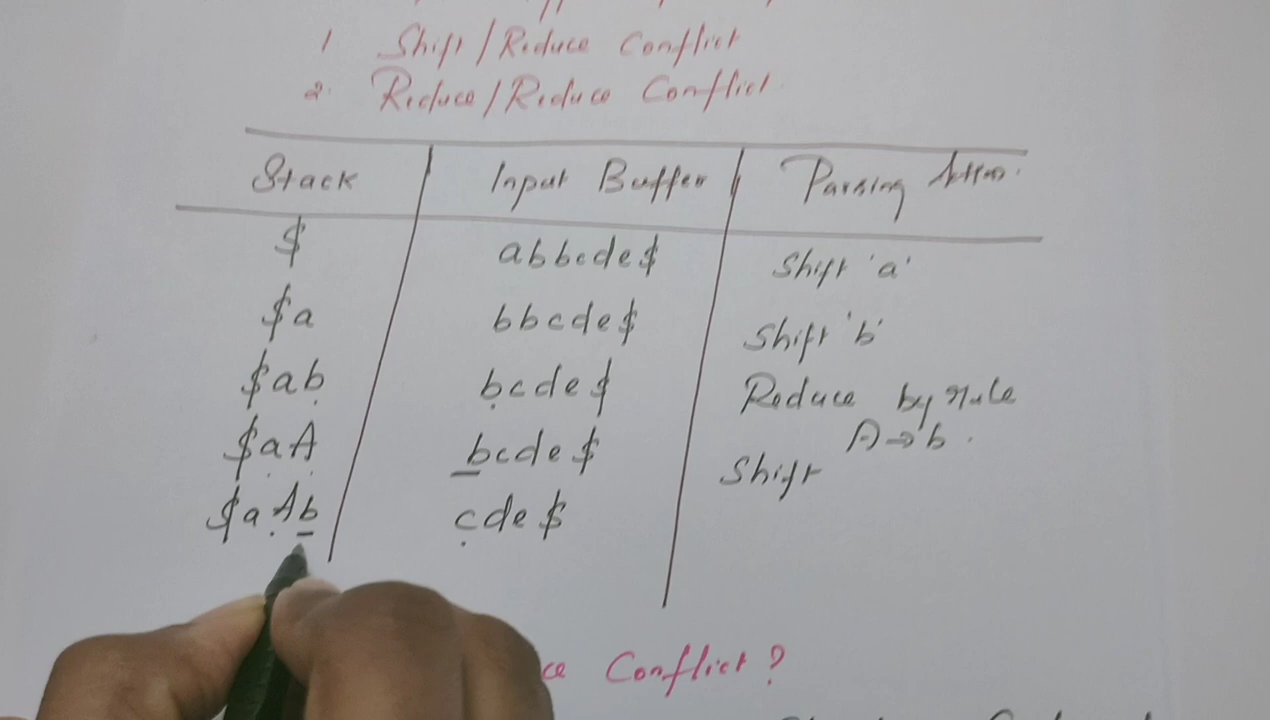 1 Shift/Reduce Conflict
2. Reduce/Reduce Conflict
Stack Input Buffer Parsing Action.
$ abbcde$ Shift 'a'
$a bbcde$ Shift 'b'
$ab bcde$ Reduce by rule
A→b.
$aA bcde$ Shift
$aAb cde$
ce Conflict?